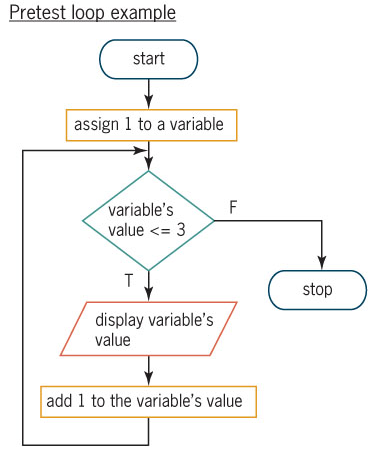 Pretest loop example
start
assign 1 to a variable
variable's
value <= 3
F
T
stop
display variable's
value
add 1 to the variable's value